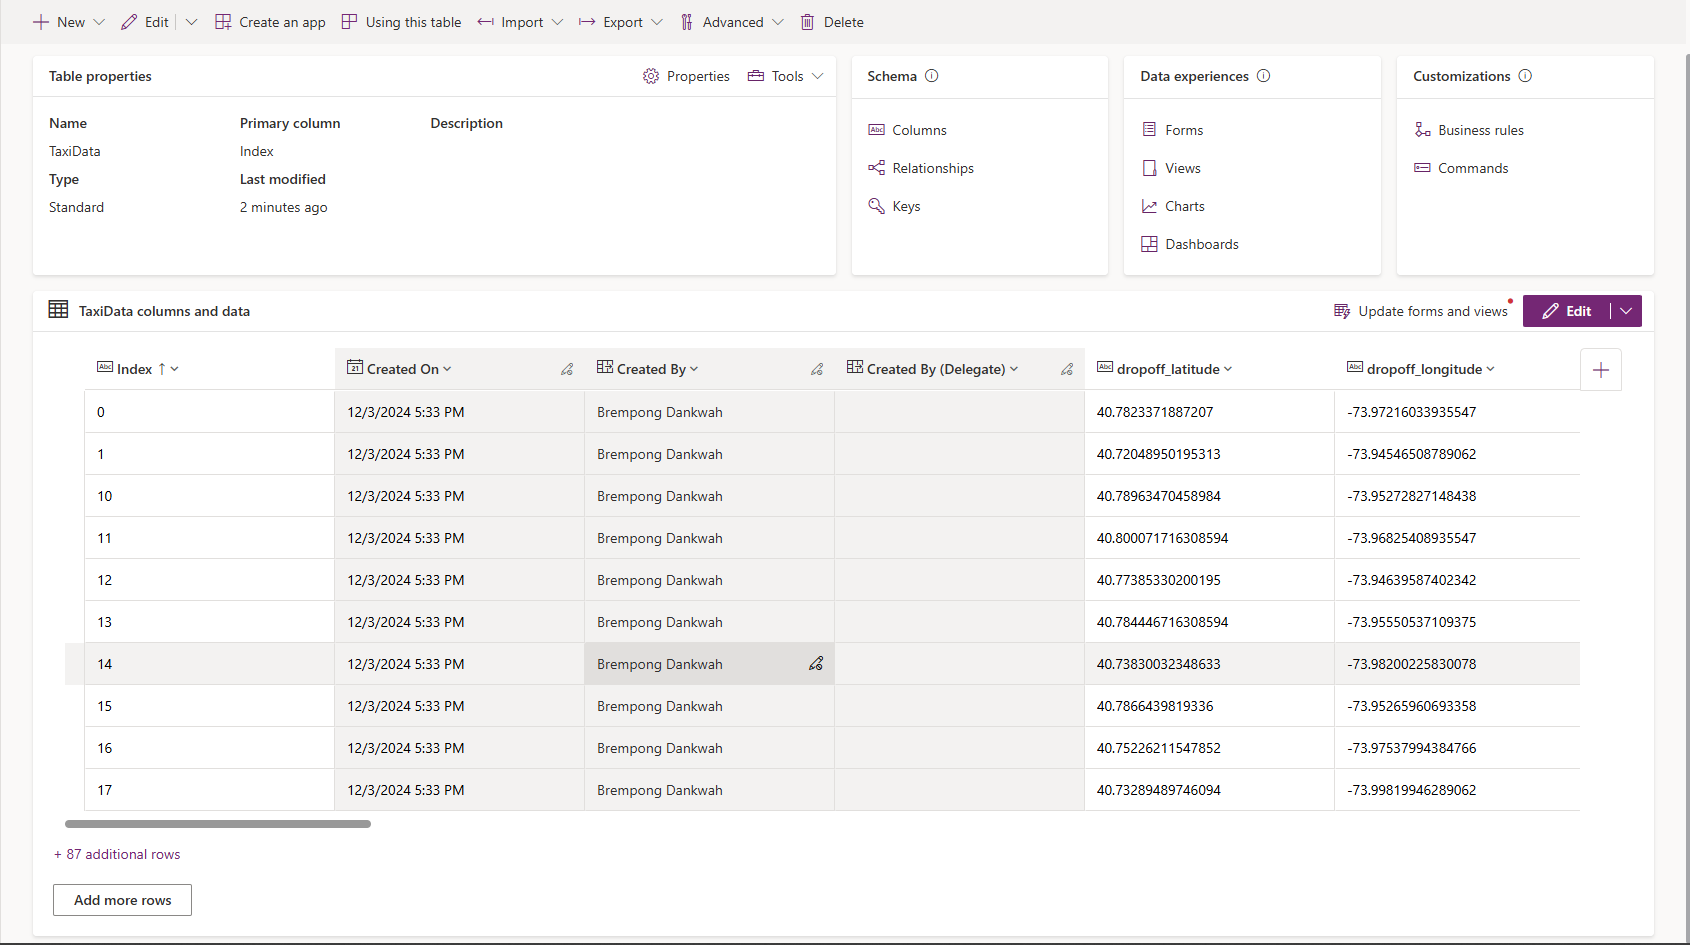 New Edit Create an app Using this table Import Export Advanced Delete
Table properties Properties Tools
Name Primary column Description
TaxiData Index
Type Last modified
Standard 2 minutes ago
Schema
Columns
Relationships
Keys
Data experiences
Forms
Views
Charts
Dashboards
Customizations
Business rules
Commands
TaxiData columns and data Update forms and views Edit
Abc Index ↑ 21 Created On Created By Created By (Delegate) Abc dropoff_latitude Abc dropoff_longitude +
0 12/3/2024 5:33 PM Brempong Dankwah 40.7823371887207 -73.97216033935547
1 12/3/2024 5:33 PM Brempong Dankwah 40.72048950195313 -73.94546508789062
10 12/3/2024 5:33 PM Brempong Dankwah 40.78963470458984 -73.95272827148438
11 12/3/2024 5:33 PM Brempong Dankwah 40.800071716308594 -73.96825408935547
12 12/3/2024 5:33 PM Brempong Dankwah 40.77385330200195 -73.94639587402342
13 12/3/2024 5:33 PM Brempong Dankwah 40.784446716308594 -73.95550537109375
14 12/3/2024 5:33 PM Brempong Dankwah 40.73830032348633 -73.98200225830078
15 12/3/2024 5:33 PM Brempong Dankwah 40.7866439819336 -73.95265960693358
16 12/3/2024 5:33 PM Brempong Dankwah 40.75226211547852 -73.97537994384766
17 12/3/2024 5:33 PM Brempong Dankwah 40.73289489746094 -73.99819946289062
+ 87 additional rows
Add more rows